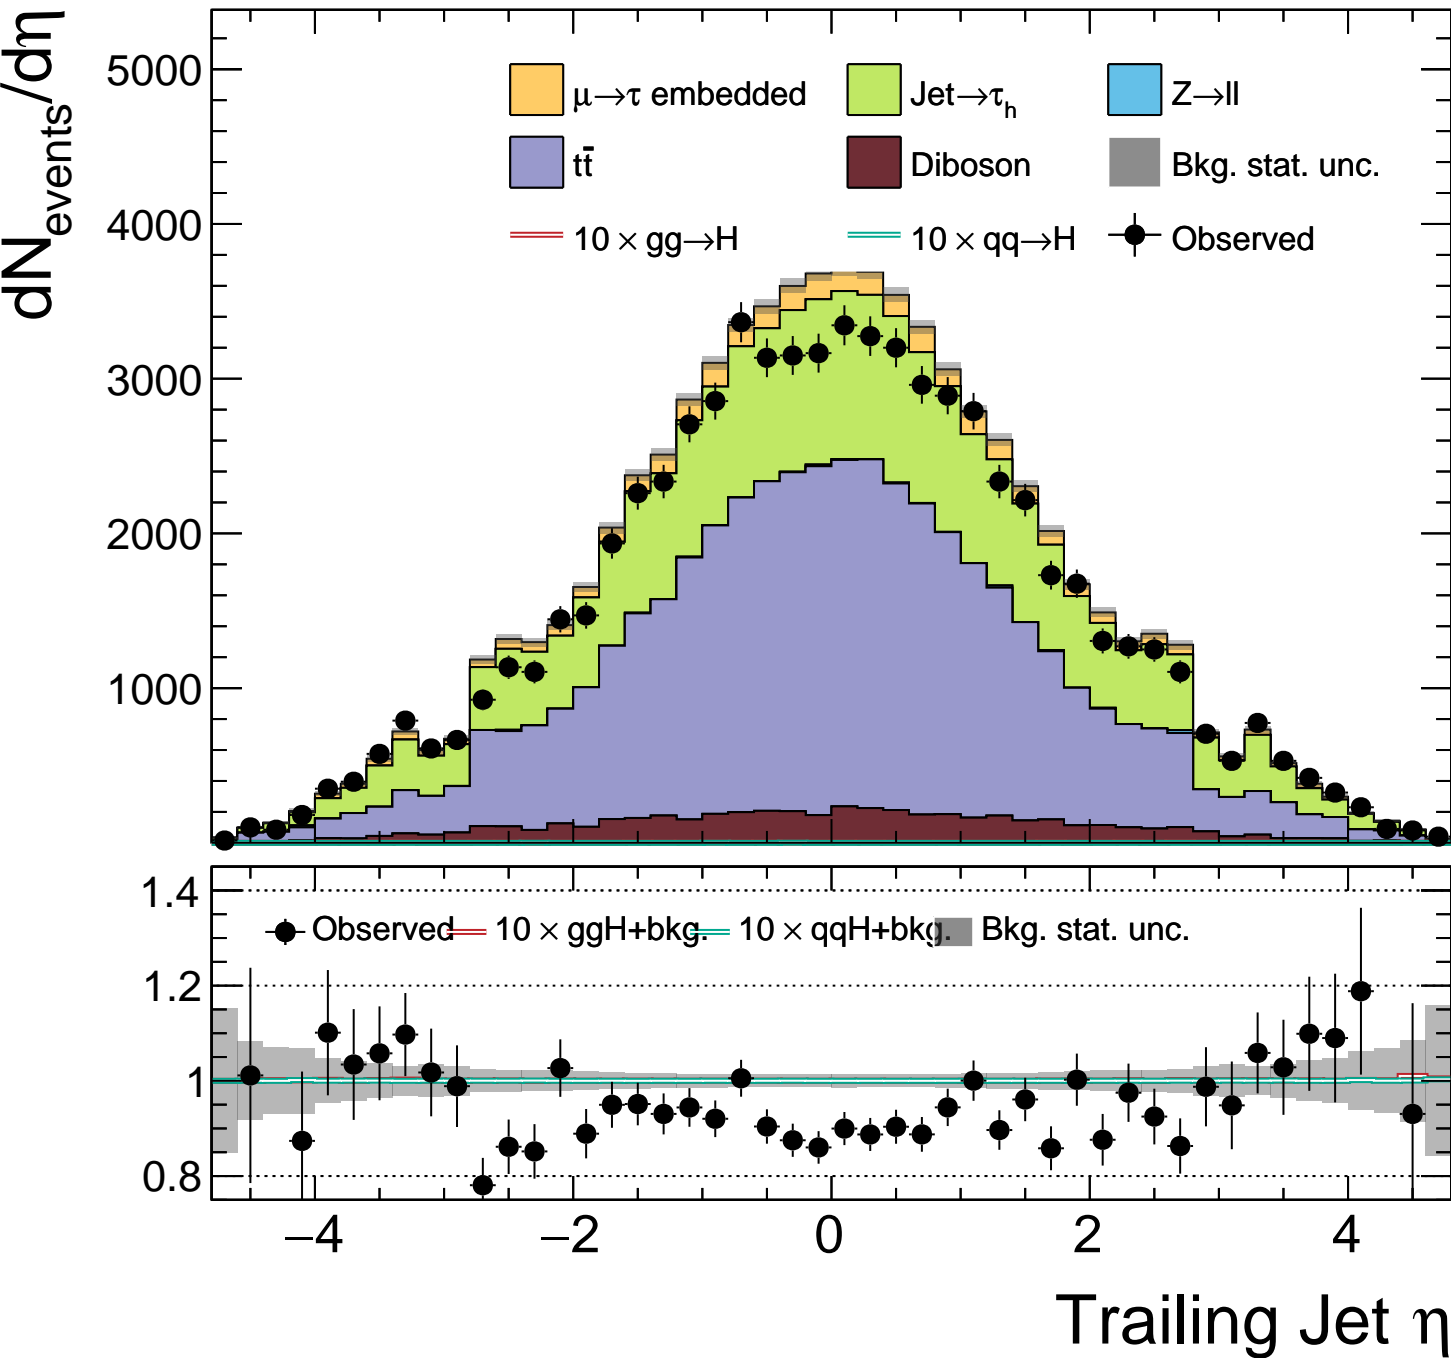 dN_events/dη
5000
4000
3000
2000
1000
μ→τ embedded Jet→τ_h Z→ll
tt̄ Diboson Bkg. stat. unc.
10 × gg→H 10 × qq→H Observed
1.4
1.2
1
0.8
Observed 10 × ggH+bkg. 10 × qqH+bkg. Bkg. stat. unc.
−4 −2 0 2 4
Trailing Jet η